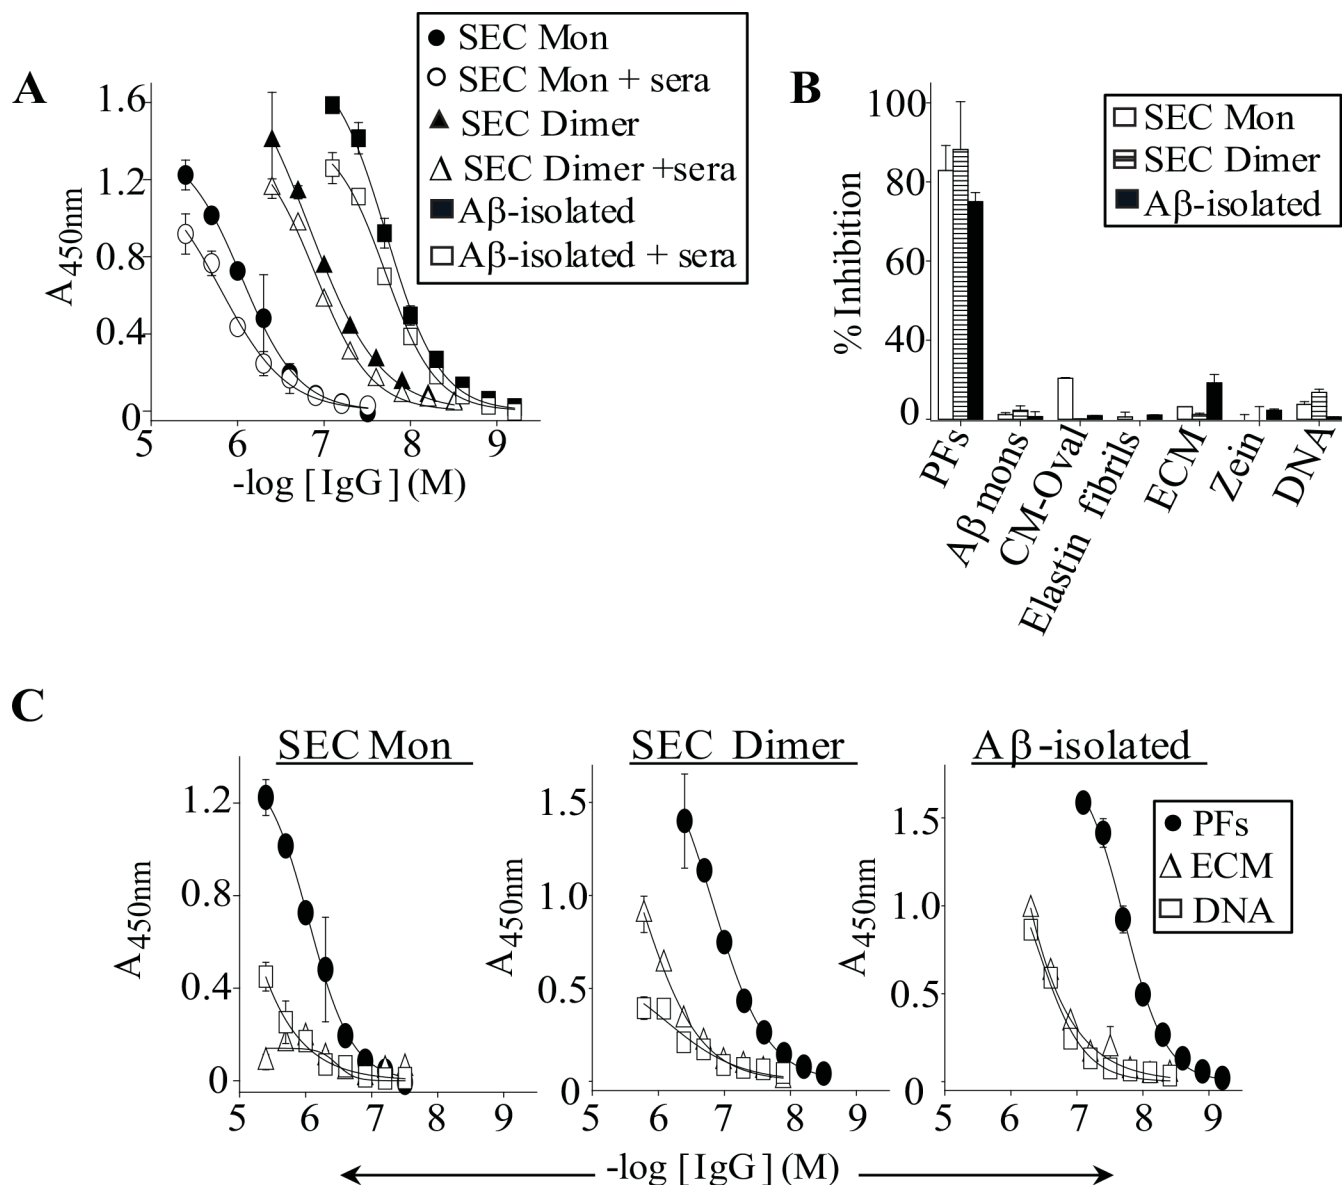 A
SEC Mon
SEC Mon + sera
SEC Dimer
SEC Dimer +sera
Aβ-isolated
Aβ-isolated + sera
1.6
1.2
0.8
0.4
0
A450nm
5 6 7 8 9
-log [IgG] (M)
B
SEC Mon
SEC Dimer
Aβ-isolated
100
80
60
40
0
% Inhibition
PFs
Aβ mons
CM-Oval
Elastin fibrils
ECM
Zein
DNA
C
SEC Mon
1.2
0.8
0.4
0
A450nm
5 6 7 8 9
SEC Dimer
1.5
1.0
0.5
0
A450nm
5 6 7 8 9
Aβ-isolated
1.5
1.0
0.5
0
A450nm
5 6 7 8 9
PFs
ECM
DNA
-log [IgG] (M)